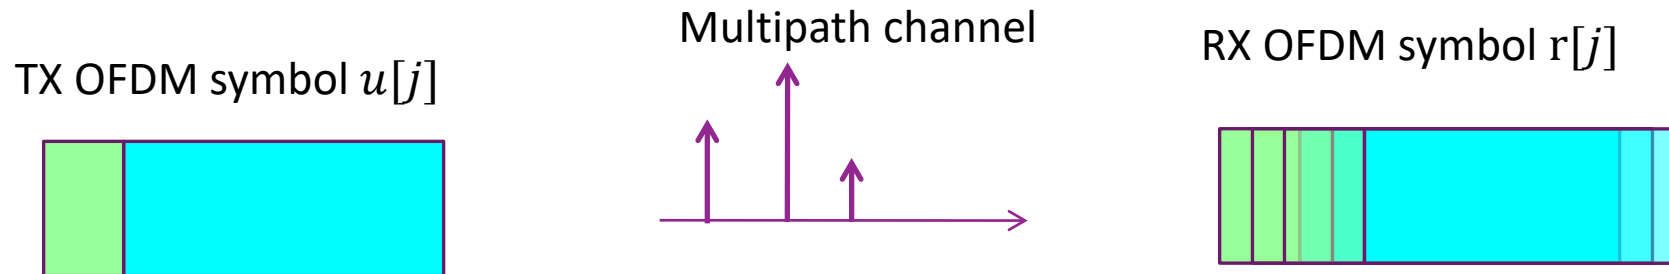 TX OFDM symbol u[j]
Multipath channel
RX OFDM symbol r[j]